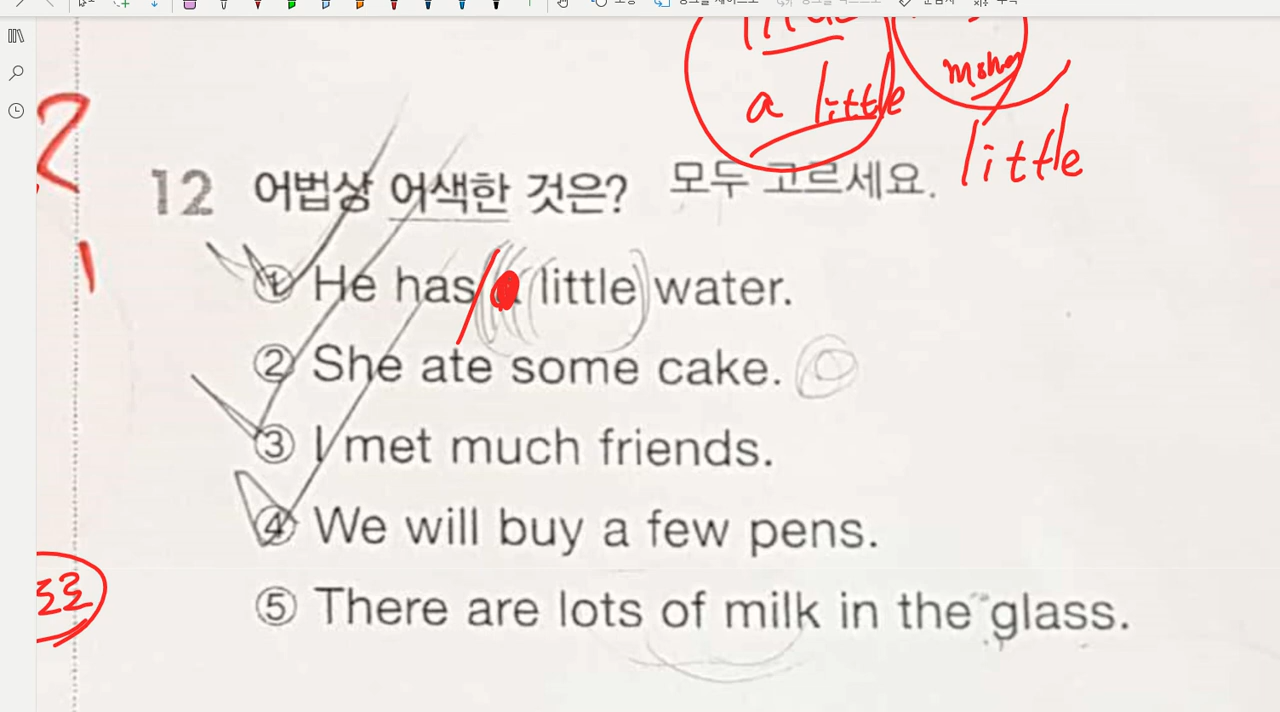 a little
little
12 어법상 어색한 것은? 모두 고르세요.
① He has little water.
② She ate some cake.
③ I met much friends.
④ We will buy a few pens.
⑤ There are lots of milk in the glass.